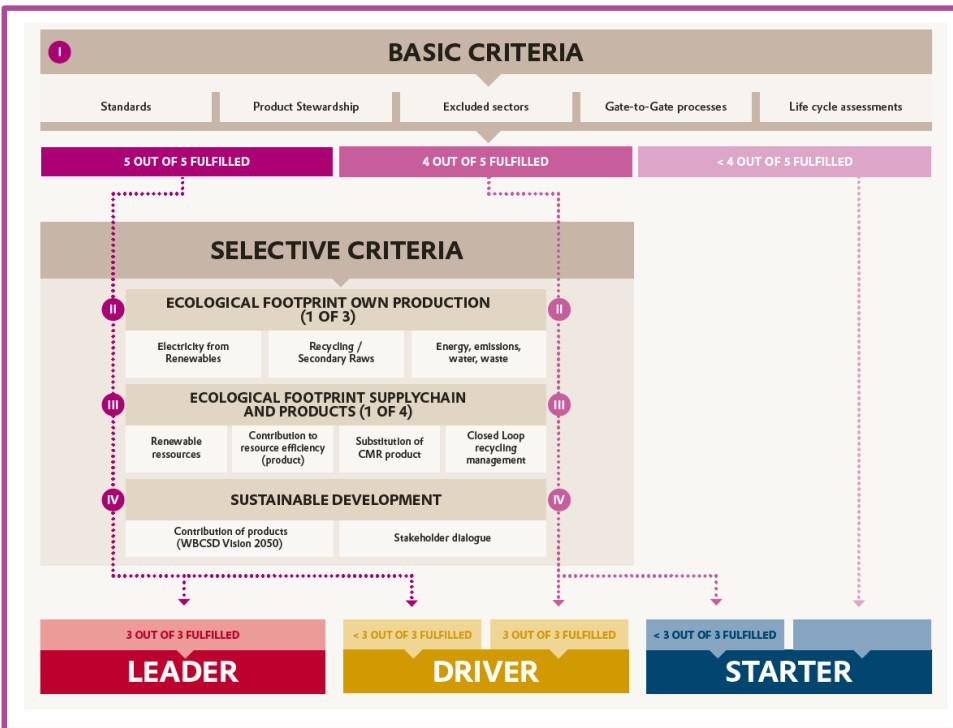 I
BASIC CRITERIA
Standards
Product Stewardship
Excluded sectors
Gate-to-Gate processes
Life cycle assessments
5 OUT OF 5 FULFILLED
4 OUT OF 5 FULFILLED
< 4 OUT OF 5 FULFILLED
SELECTIVE CRITERIA
II
ECOLOGICAL FOOTPRINT OWN PRODUCTION
(1 OF 3)
II
Electricity from
Renewables
Recycling /
Secondary Raws
Energy, emissions,
water, waste
III
ECOLOGICAL FOOTPRINT SUPPLYCHAIN
AND PRODUCTS (1 OF 4)
III
Renewable
ressources
Contribution to
resource efficiency
(product)
Substitution of
CMR product
Closed Loop
recycling
management
IV
SUSTAINABLE DEVELOPMENT
IV
Contribution of products
(WBCSD Vision 2050)
Stakeholder dialogue
3 OUT OF 3 FULFILLED
< 3 OUT OF 3 FULFILLED
3 OUT OF 3 FULFILLED
< 3 OUT OF 3 FULFILLED
LEADER
DRIVER
STARTER